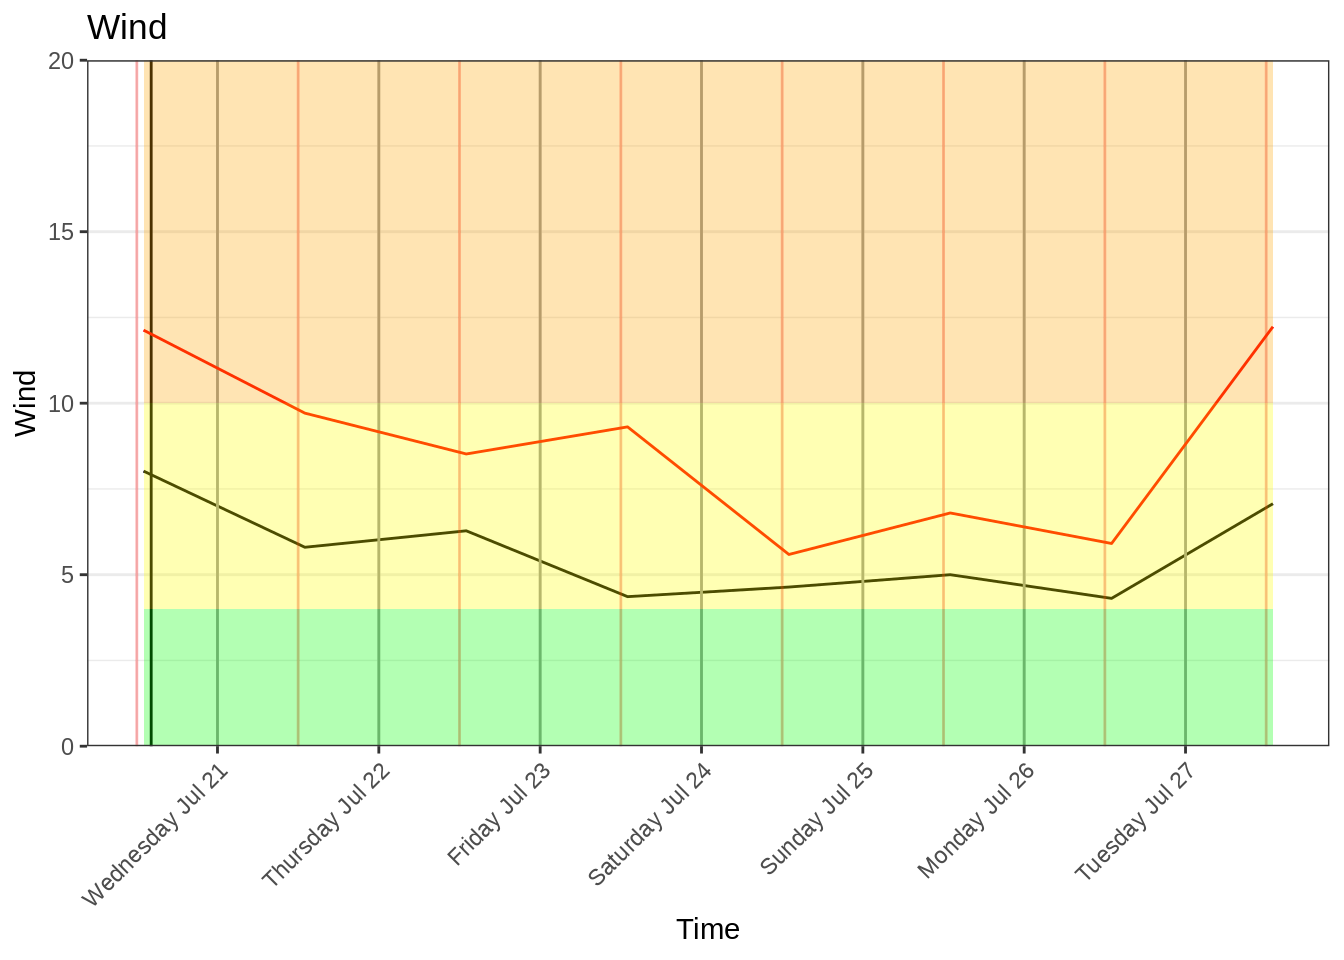 Wind
20
15
10
5
0
Wind
Wednesday Jul 21
Thursday Jul 22
Friday Jul 23
Saturday Jul 24
Sunday Jul 25
Monday Jul 26
Tuesday Jul 27
Time